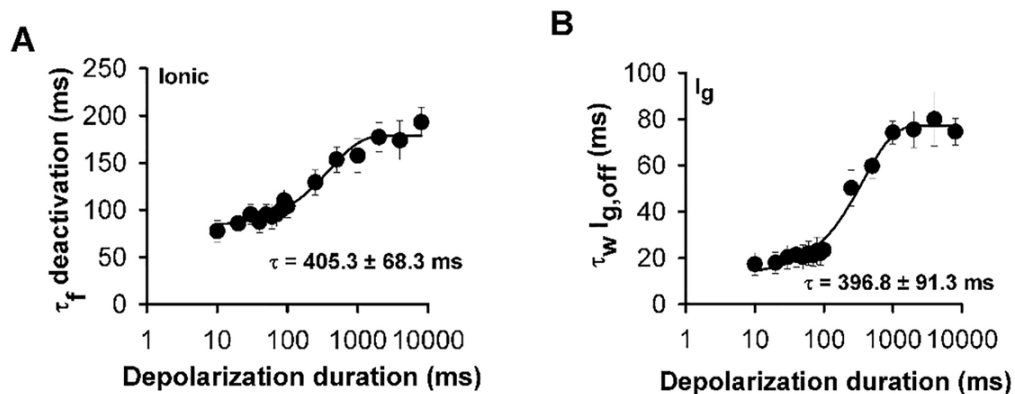 A
B
Ionic
τf deactivation (ms)
250
200
150
100
50
0
τ = 405.3 ± 68.3 ms
1 10 100 1000 10000
Depolarization duration (ms)
Ig
τw Ig,off (ms)
100
80
60
40
20
0
τ = 396.8 ± 91.3 ms
1 10 100 1000 10000
Depolarization duration (ms)